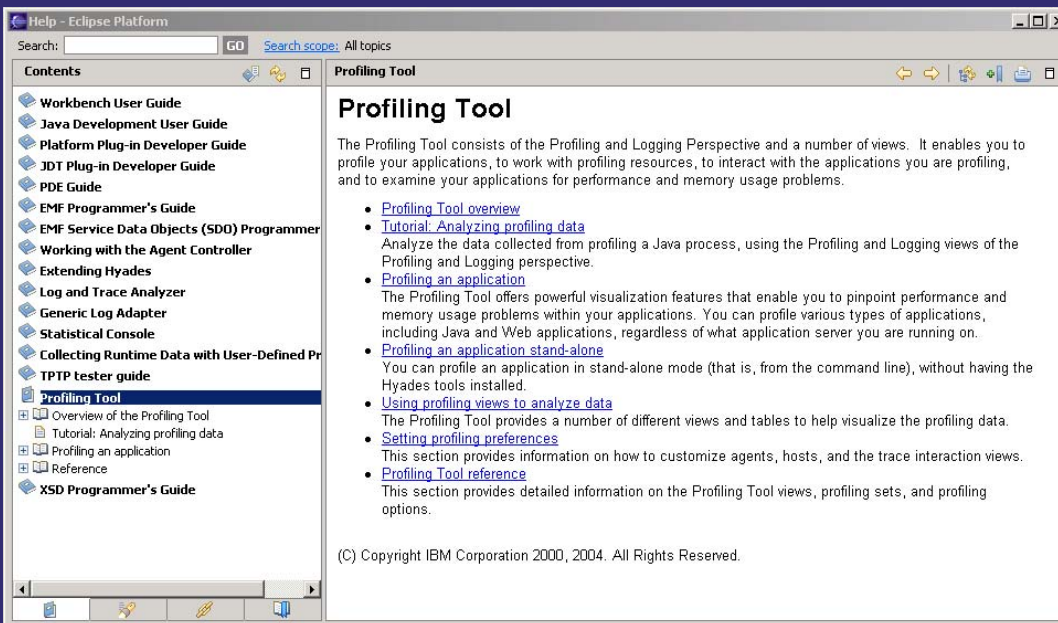 Help - Eclipse Platform
Search:
GO
Search scope: All topics
Contents
Workbench User Guide
Java Development User Guide
Platform Plug-in Developer Guide
JDT Plug-in Developer Guide
PDE Guide
EMF Programmer's Guide
EMF Service Data Objects (SDO) Programmer
Working with the Agent Controller
Extending Hyades
Log and Trace Analyzer
Generic Log Adapter
Statistical Console
Collecting Runtime Data with User-Defined Pr
TPTP tester guide
Profiling Tool
Overview of the Profiling Tool
Tutorial: Analyzing profiling data
Profiling an application
Reference
XSD Programmer's Guide
Profiling Tool
Profiling Tool
The Profiling Tool consists of the Profiling and Logging Perspective and a number of views. It enables you to
profile your applications, to work with profiling resources, to interact with the applications you are profiling,
and to examine your applications for performance and memory usage problems.
Profiling Tool overview
Tutorial: Analyzing profiling data
Analyze the data collected from profiling a Java process, using the Profiling and Logging views of the
Profiling and Logging perspective.
Profiling an application
The Profiling Tool offers powerful visualization features that enable you to pinpoint performance and
memory usage problems within your applications. You can profile various types of applications,
including Java and Web applications, regardless of what application server you are running on.
Profiling an application stand-alone
You can profile an application in stand-alone mode (that is, from the command line), without having the
Hyades tools installed.
Using profiling views to analyze data
The Profiling Tool provides a number of different views and tables to help visualize the profiling data.
Setting profiling preferences
This section provides information on how to customize agents, hosts, and the trace interaction views.
Profiling Tool reference
This section provides detailed information on the Profiling Tool views, profiling sets, and profiling
options.
(C) Copyright IBM Corporation 2000, 2004. All Rights Reserved.